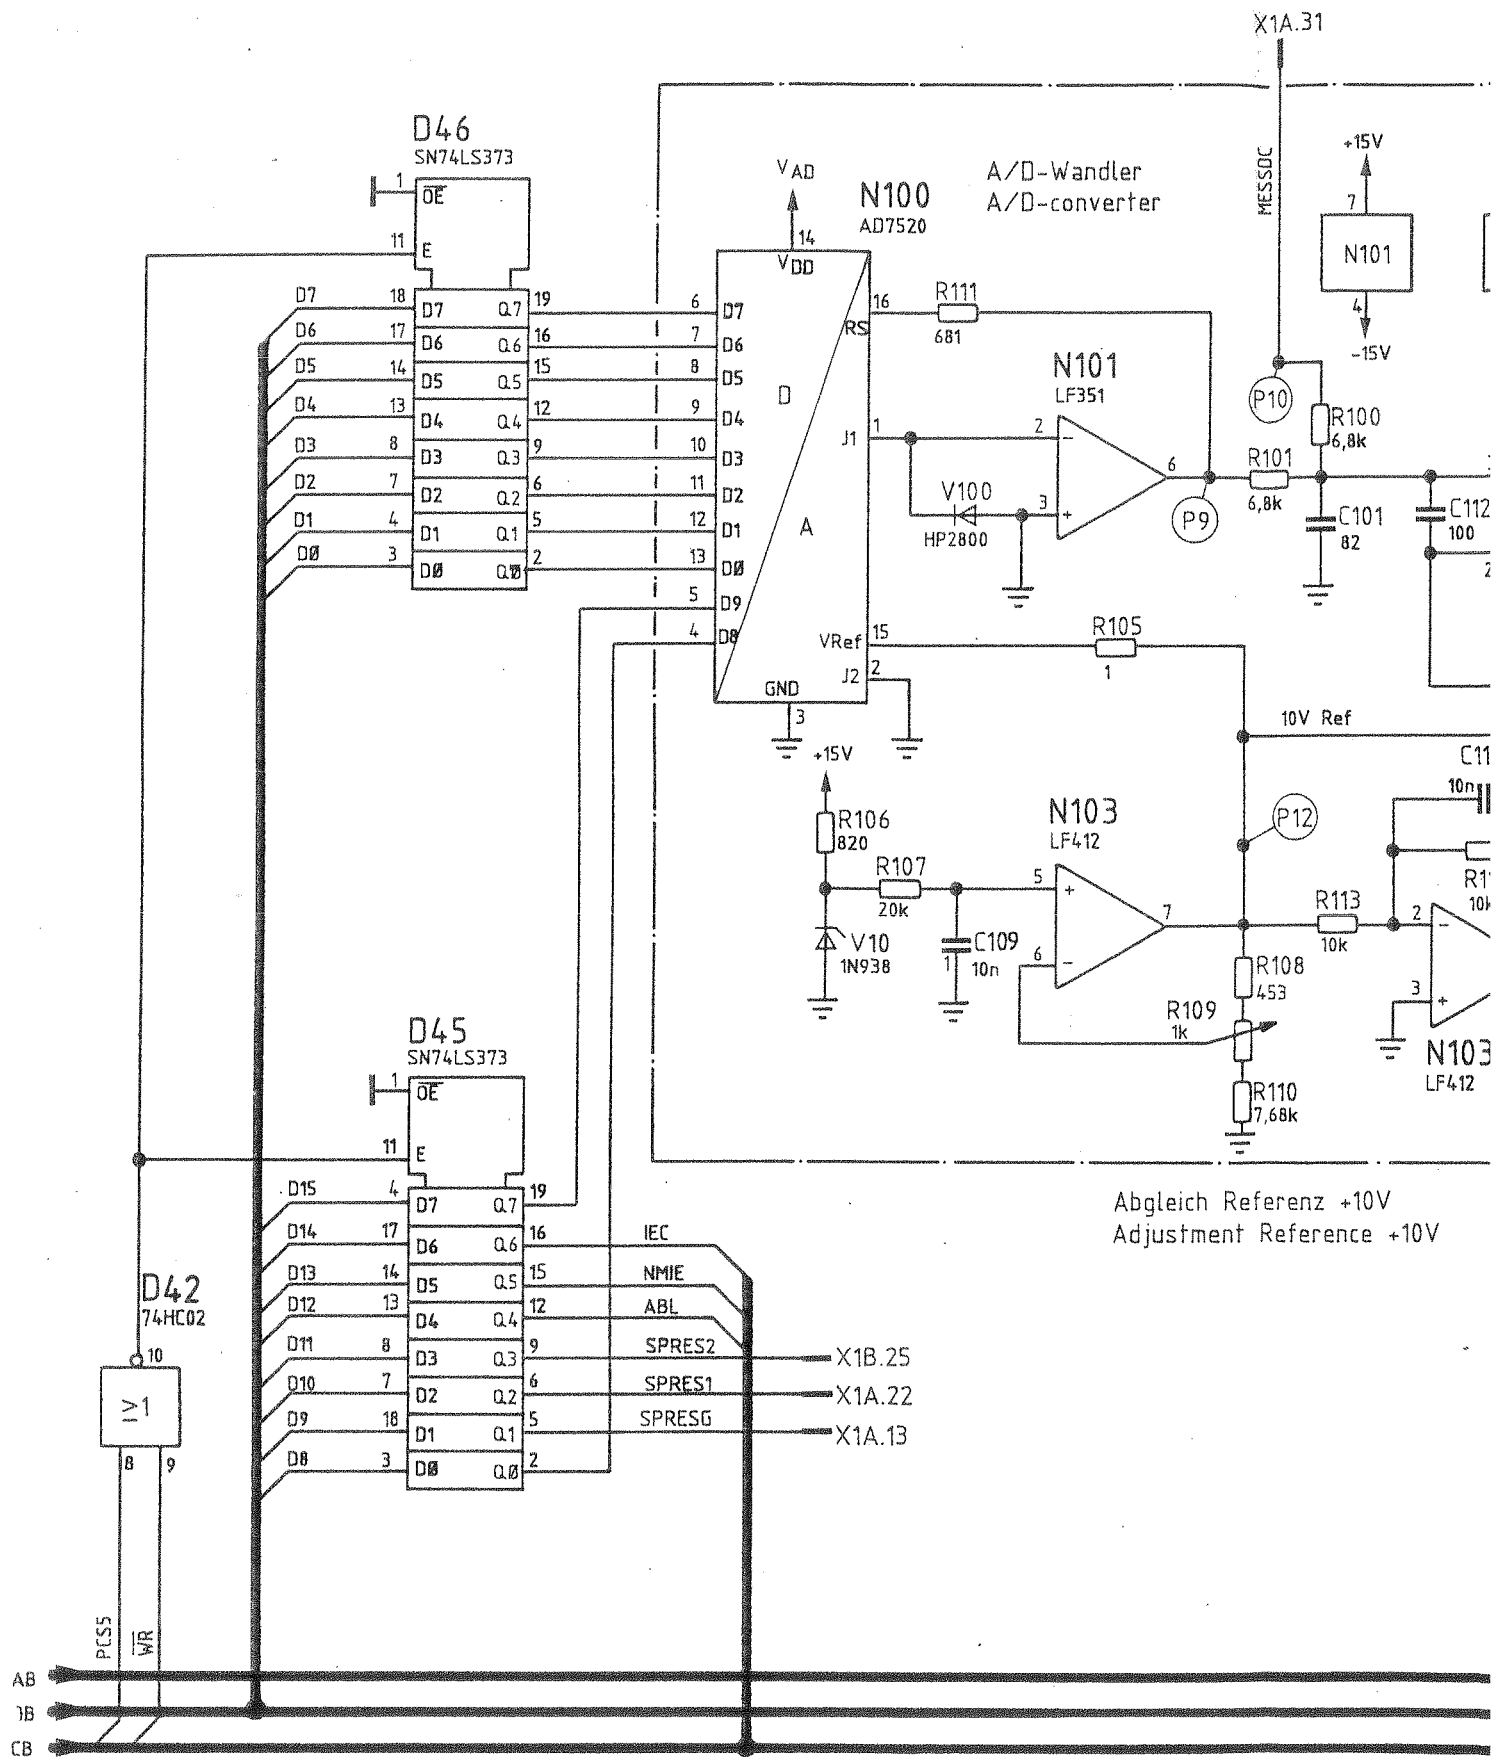 X1A.31
D46
SN74LS373
1
OE
11
E
D7 18 D7 Q7 19
D6 17 D6 Q6 16
D5 14 D5 Q5 15
D4 13 D4 Q4 12
D3 8 D3 Q3 9
D2 7 D2 Q2 6
D1 4 D1 Q1 5
DØ 3 DØ QØ 2
VAD
14
VDD
N100
AD7520
A/D-Wandler
A/D-converter
6 D7
7 D6
8 D5
9 D4
10 D3
11 D2
12 D1
13 DØ
5 D9
4 D8
D
A
RS 16
J1 1
VRef 15
J2 2
GND
3
R111
681
MESSDC
+15V
7
N101
4
-15V
N101
LF351
2 -
3 +
6
V100
HP2800
P10
P9
R100
6,8k
R101
6,8k
C101
82
C112
100
2
R105
1
10V Ref
+15V
R106
820
R107
20k
V10
1N938
C109
1
10n
N103
LF412
5 +
6 -
7
P12
C11
10n
R11
10k
R113
10k
2 -
3 +
N103
LF412
R108
453
R109
1k
R110
7,68k
Abgleich Referenz +10V
Adjustment Reference +10V
D45
SN74LS373
1
OE
11
E
D15 4 D7 Q7 19
D14 17 D6 Q6 16 IEC
D13 14 D5 Q5 15 NMIE
D12 13 D4 Q4 12 ABL
D11 8 D3 Q3 9 SPRES2 X1B.25
D10 7 D2 Q2 6 SPRES1 X1A.22
D9 18 D1 Q1 5 SPRESG X1A.13
D8 3 DØ QØ 2
D42
74HC02
10
≥1
8 9
PCS5
WR
AB
CB